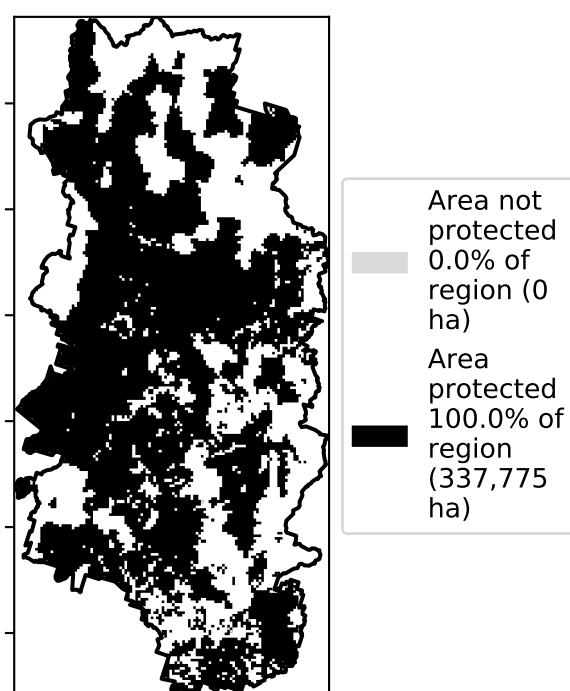 Area not
protected
0.0% of
region (0
ha)
Area
protected
100.0% of
region
(337,775
ha)